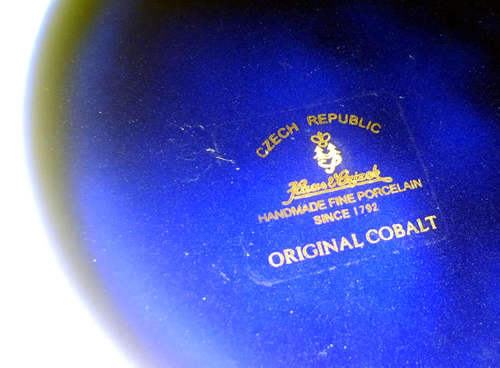 CZECH REPUBLIC
Haas & Czjzek
HANDMADE FINE PORCELAIN
SINCE 1792
ORIGINAL COBALT